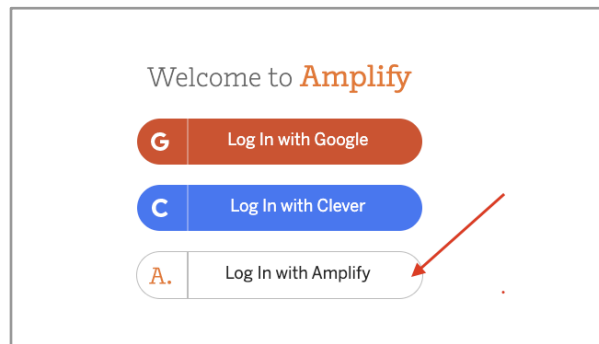 Welcome to Amplify
G Log In with Google
C Log In with Clever
A. Log In with Amplify